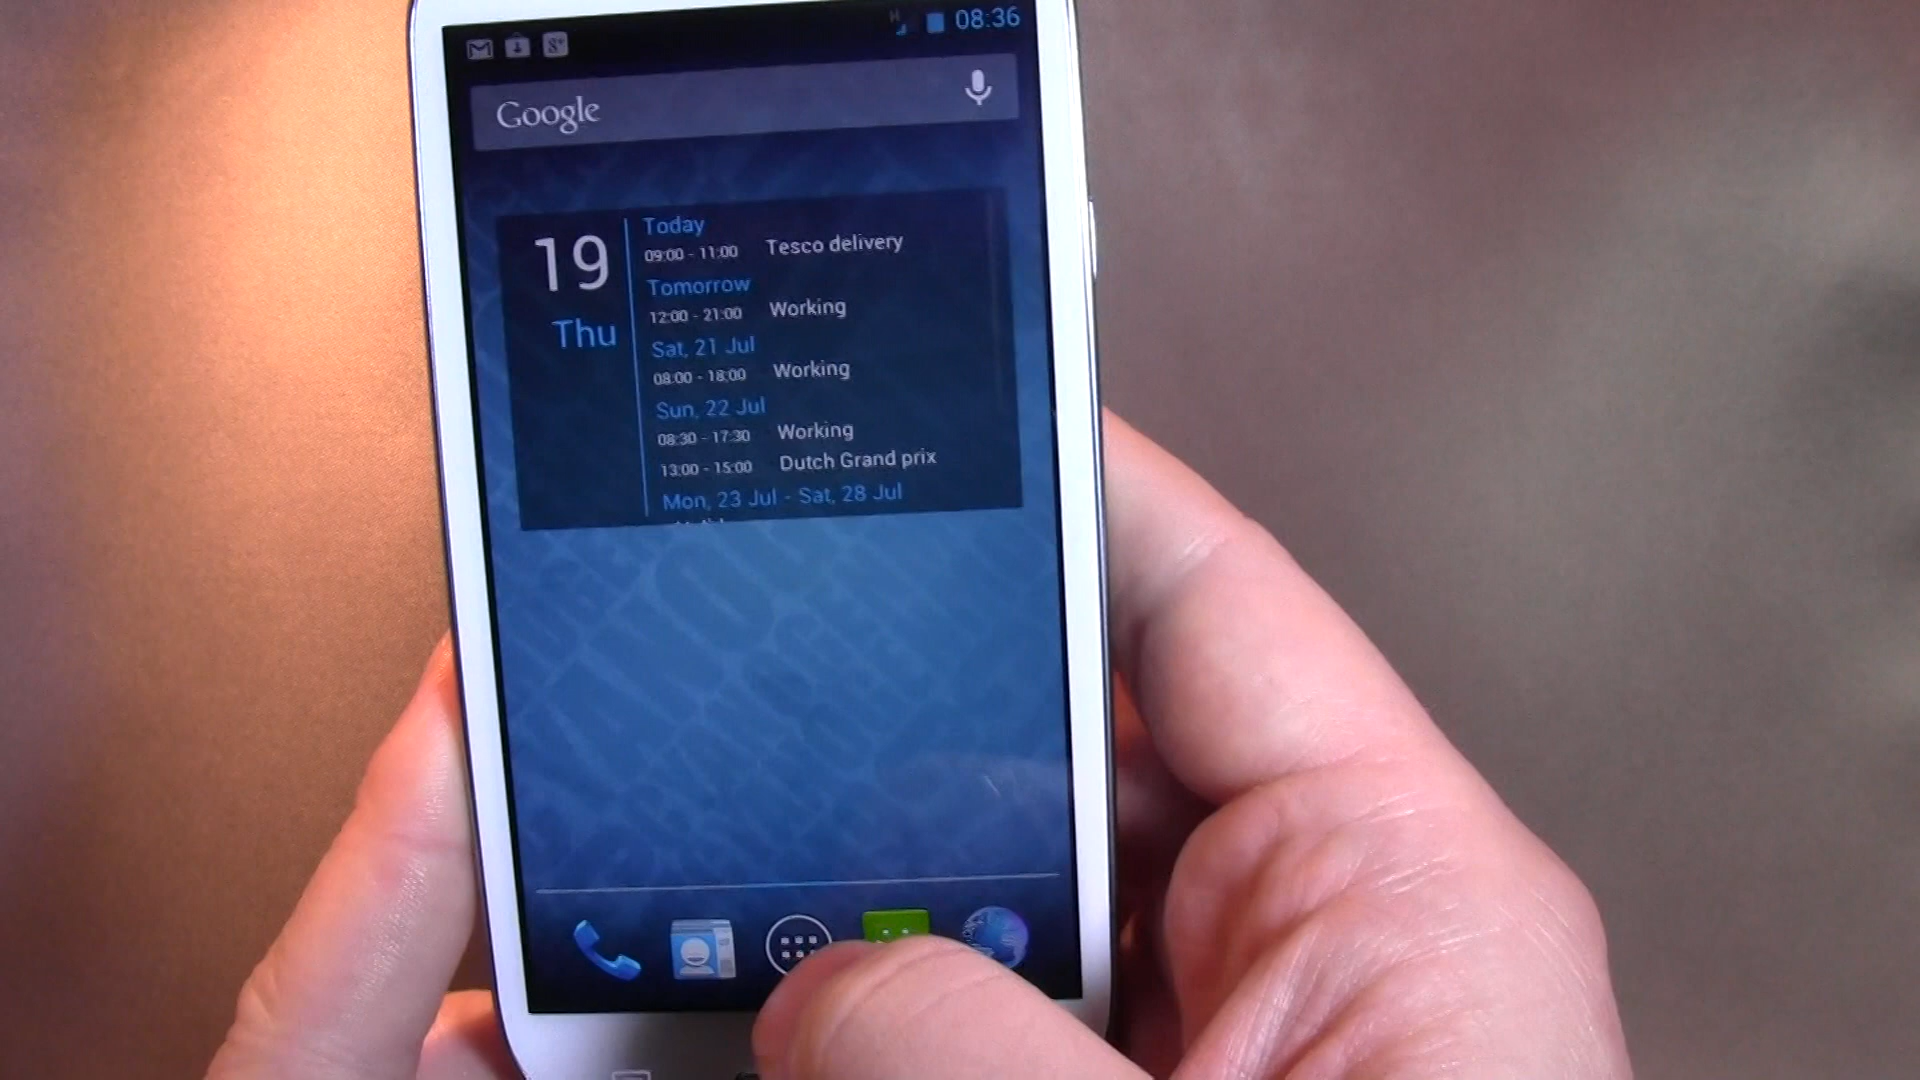 08:36
Google
19
Thu
Today
09:00 - 11:00 Tesco delivery
Tomorrow
12:00 - 21:00 Working
Sat, 21 Jul
08:00 - 18:00 Working
Sun, 22 Jul
08:30 - 17:30 Working
13:00 - 15:00 Dutch Grand prix
Mon, 23 Jul - Sat, 28 Jul